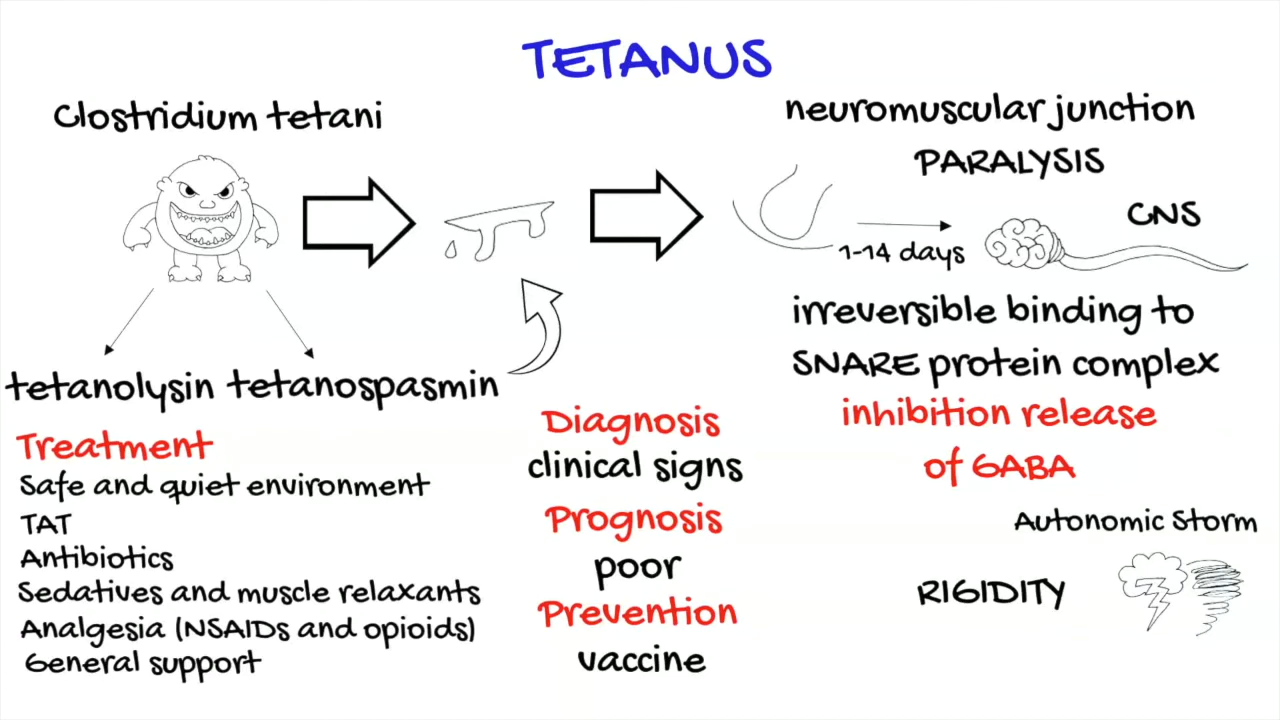 TETANUS
Clostridium tetani
tetanolysin tetanospasmin
Treatment
Safe and quiet environment
TAT
Antibiotics
Sedatives and muscle relaxants
Analgesia (NSAIDs and opioids)
General support
Diagnosis
clinical signs
Prognosis
poor
Prevention
vaccine
neuromuscular junction
PARALYSIS
CNS
1-14 days
irreversible binding to
SNARE protein complex
inhibition release
of GABA
Autonomic Storm
RIGIDITY